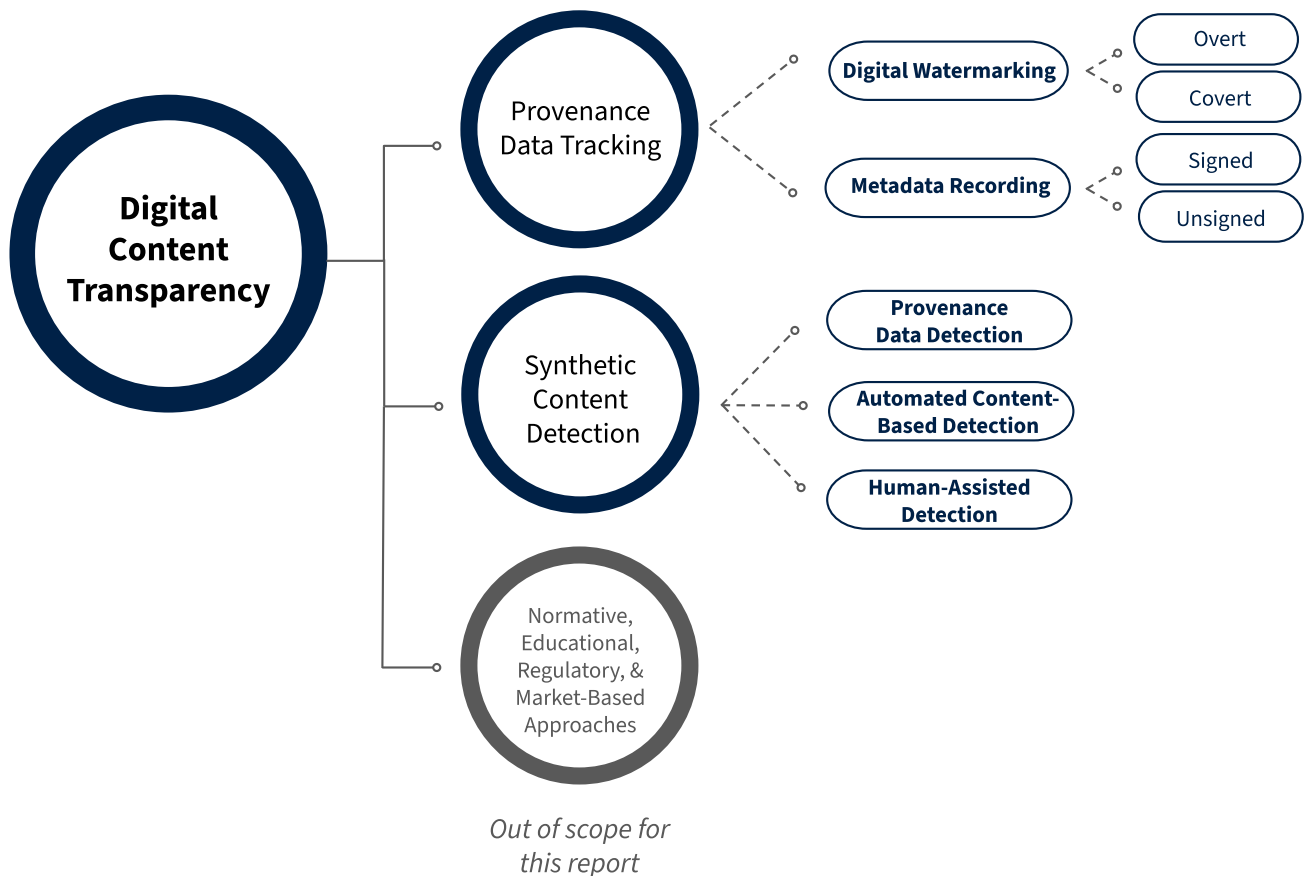 Digital
Content
Transparency
Provenance
Data Tracking
Digital Watermarking
Overt
Covert
Metadata Recording
Signed
Unsigned
Synthetic
Content
Detection
Provenance
Data Detection
Automated Content-
Based Detection
Human-Assisted
Detection
Normative,
Educational,
Regulatory, &
Market-Based
Approaches
Out of scope for
this report